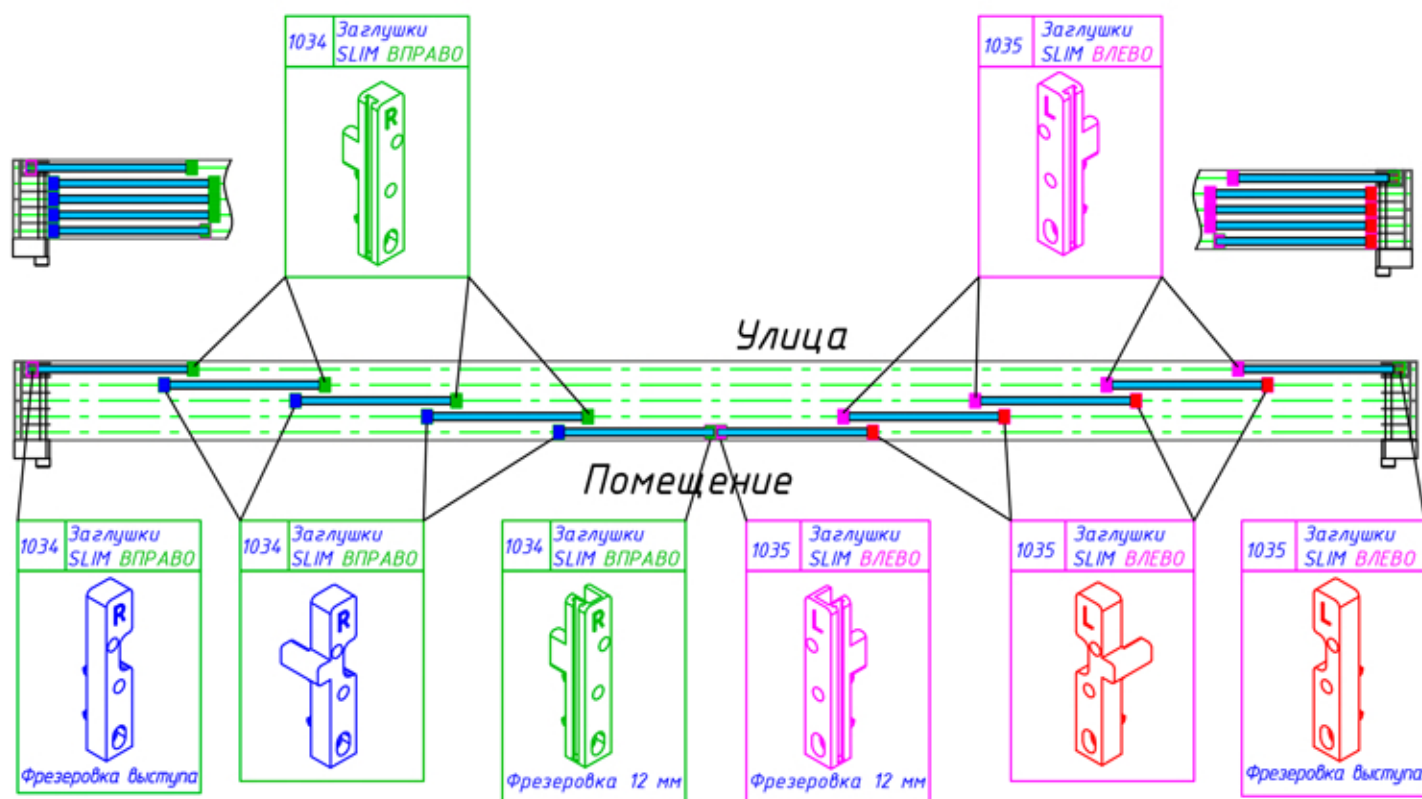 1034
Заглушки
SLIM ВПРАВО
R
1035
Заглушки
SLIM ВЛЕВО
L
Улица
Помещение
1034
Заглушки
SLIM ВПРАВО
R
Фрезеровка выступа
1034
Заглушки
SLIM ВПРАВО
R
1034
Заглушки
SLIM ВПРАВО
R
Фрезеровка 12 мм
1035
Заглушки
SLIM ВЛЕВО
L
Фрезеровка 12 мм
1035
Заглушки
SLIM ВЛЕВО
L
1035
Заглушки
SLIM ВЛЕВО
L
Фрезеровка выступа